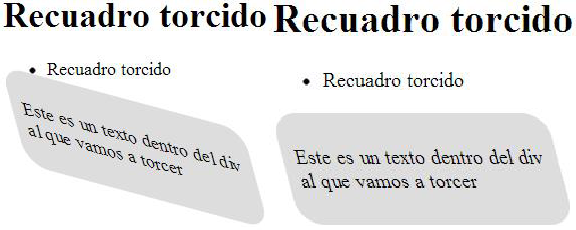 Recuadro torcido
Recuadro torcido
Este es un texto dentro del div
al que vamos a torcer
Recuadro torcido
Recuadro torcido
Este es un texto dentro del div
al que vamos a torcer